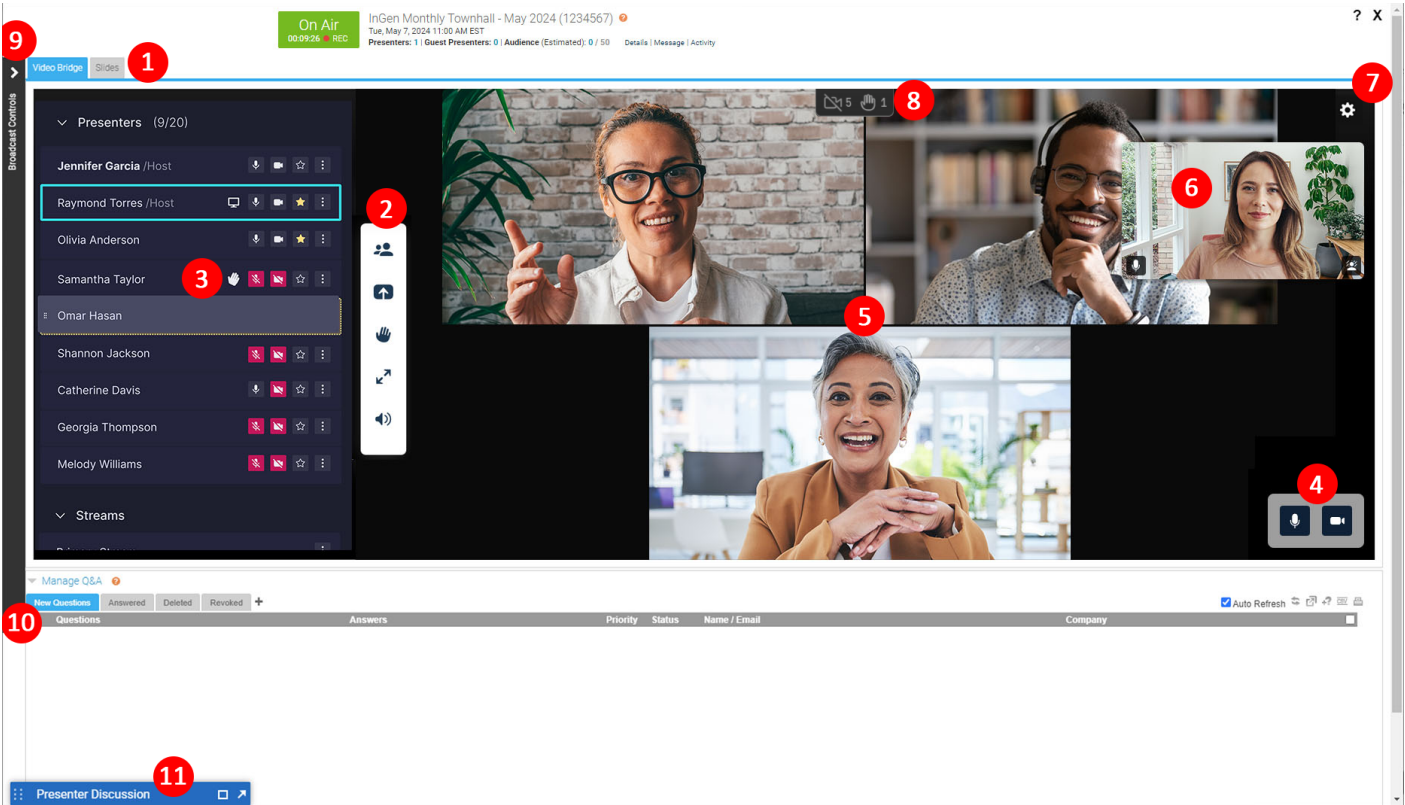 On Air
00:09:26 REC
InGen Monthly Townhall - May 2024 (1234567) ?
Tue, May 7, 2024 11:00 AM EST
Presenters: 1 | Guest Presenters: 0 | Audience (Estimated): 0 / 50 Details | Message | Activity
? X
9
Broadcast Controls
Video Bridge Slides 1
7
Presenters (9/20)
5 1 8
Jennifer Garcia /Host
Raymond Torres /Host
2
6
Olivia Anderson
Samantha Taylor 3
Omar Hasan
5
Shannon Jackson
Catherine Davis
Georgia Thompson
Melody Williams
4
Streams
Manage Q&A ?
New Questions Answered Deleted Revoked +
Auto Refresh
10
Questions Answers Priority Status Name / Email Company
11
Presenter Discussion